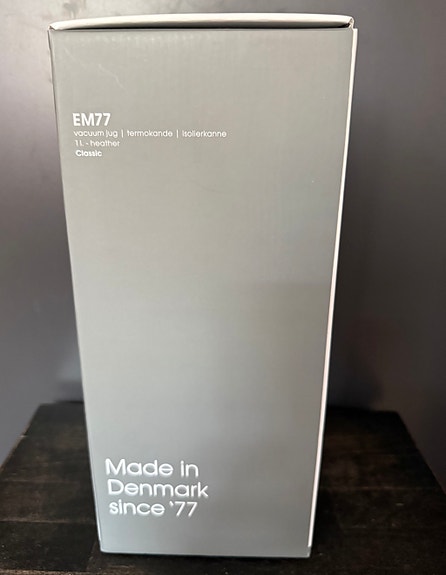 EM77
vacuum jug | termokande | isolierkanne
1 L - heather
Classic
Made in
Denmark
since '77